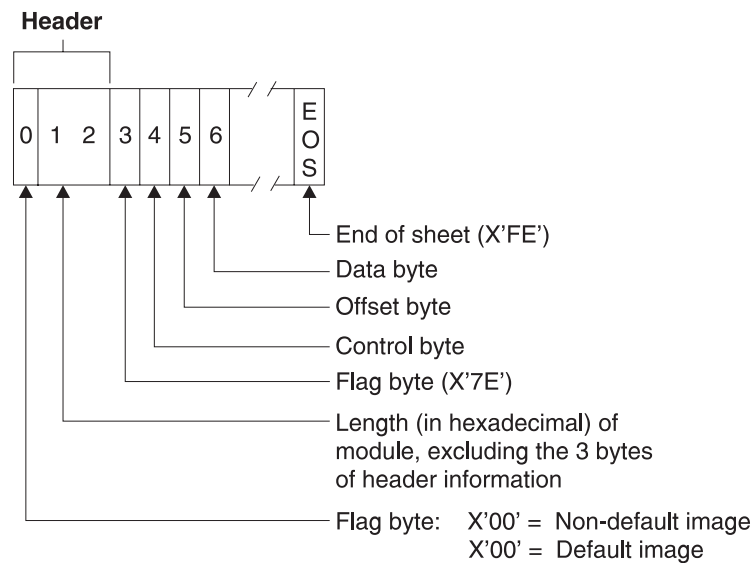 Header
0 1 2 3 4 5 6 EOS
End of sheet (X'FE')
Data byte
Offset byte
Control byte
Flag byte (X'7E')
Length (in hexadecimal) of
module, excluding the 3 bytes
of header information
Flag byte: X'00' = Non-default image
X'00' = Default image